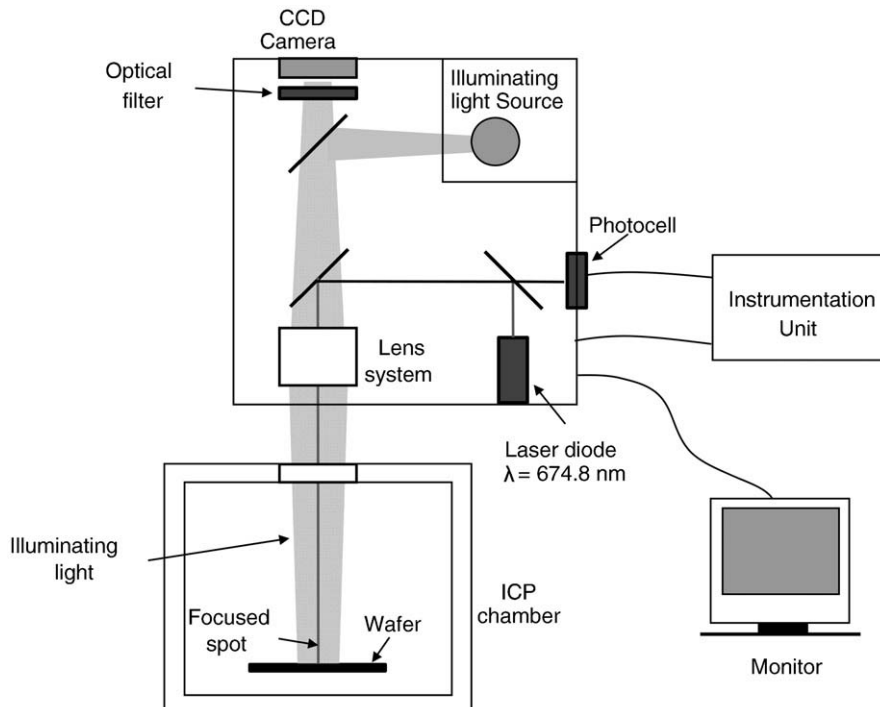 CCD
Camera
Optical
filter
Illuminating
light Source
Photocell
Instrumentation
Unit
Lens
system
Laser diode
λ = 674.8 nm
Illuminating
light
ICP
chamber
Focused
spot
Wafer
Monitor